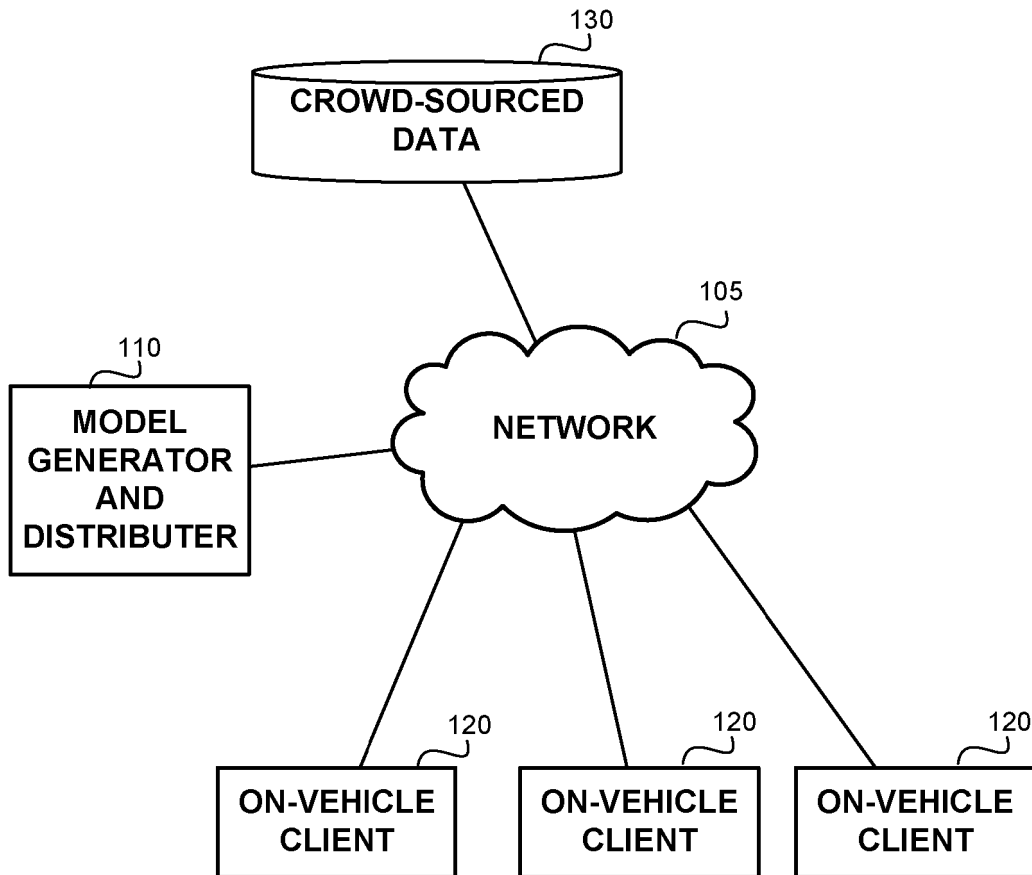 130
CROWD-SOURCED
DATA
105
NETWORK
110
MODEL
GENERATOR
AND
DISTRIBUTER
120
ON-VEHICLE
CLIENT
120
ON-VEHICLE
CLIENT
120
ON-VEHICLE
CLIENT